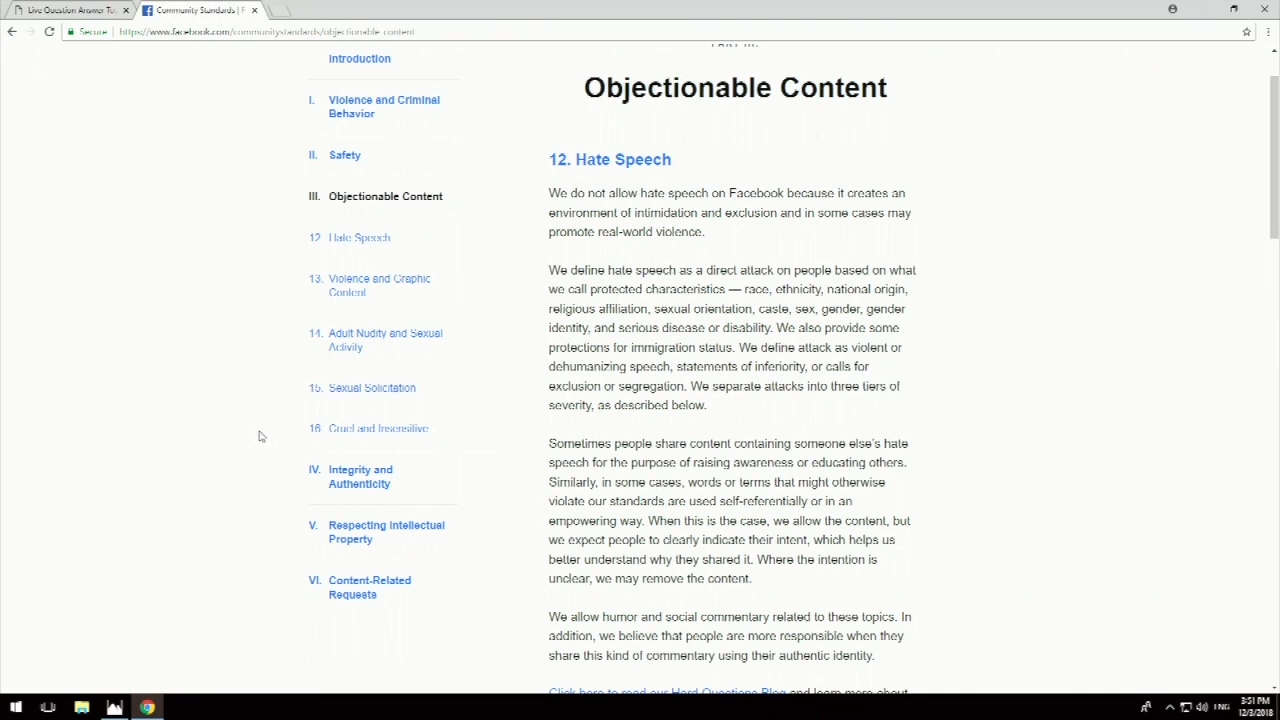 Live Question Answer To
Community Standards | F
Secure
https://www.facebook.com/communitystandards/objectionable_content
Introduction
I. Violence and Criminal
Behavior
II. Safety
III. Objectionable Content
12. Hate Speech
13. Violence and Graphic
Content
14. Adult Nudity and Sexual
Activity
15. Sexual Solicitation
16. Cruel and Insensitive
IV. Integrity and
Authenticity
V. Respecting Intellectual
Property
VI. Content-Related
Requests
Objectionable Content
12. Hate Speech
We do not allow hate speech on Facebook because it creates an
environment of intimidation and exclusion and in some cases may
promote real-world violence.
We define hate speech as a direct attack on people based on what
we call protected characteristics — race, ethnicity, national origin,
religious affiliation, sexual orientation, caste, sex, gender, gender
identity, and serious disease or disability. We also provide some
protections for immigration status. We define attack as violent or
dehumanizing speech, statements of inferiority, or calls for
exclusion or segregation. We separate attacks into three tiers of
severity, as described below.
Sometimes people share content containing someone else's hate
speech for the purpose of raising awareness or educating others.
Similarly, in some cases, words or terms that might otherwise
violate our standards are used self-referentially or in an
empowering way. When this is the case, we allow the content, but
we expect people to clearly indicate their intent, which helps us
better understand why they shared it. Where the intention is
unclear, we may remove the content.
We allow humor and social commentary related to these topics. In
addition, we believe that people are more responsible when they
share this kind of commentary using their authentic identity.
Click here to read our Hard Questions Blog and learn more about
ENG
3:51 PM
12/3/2018